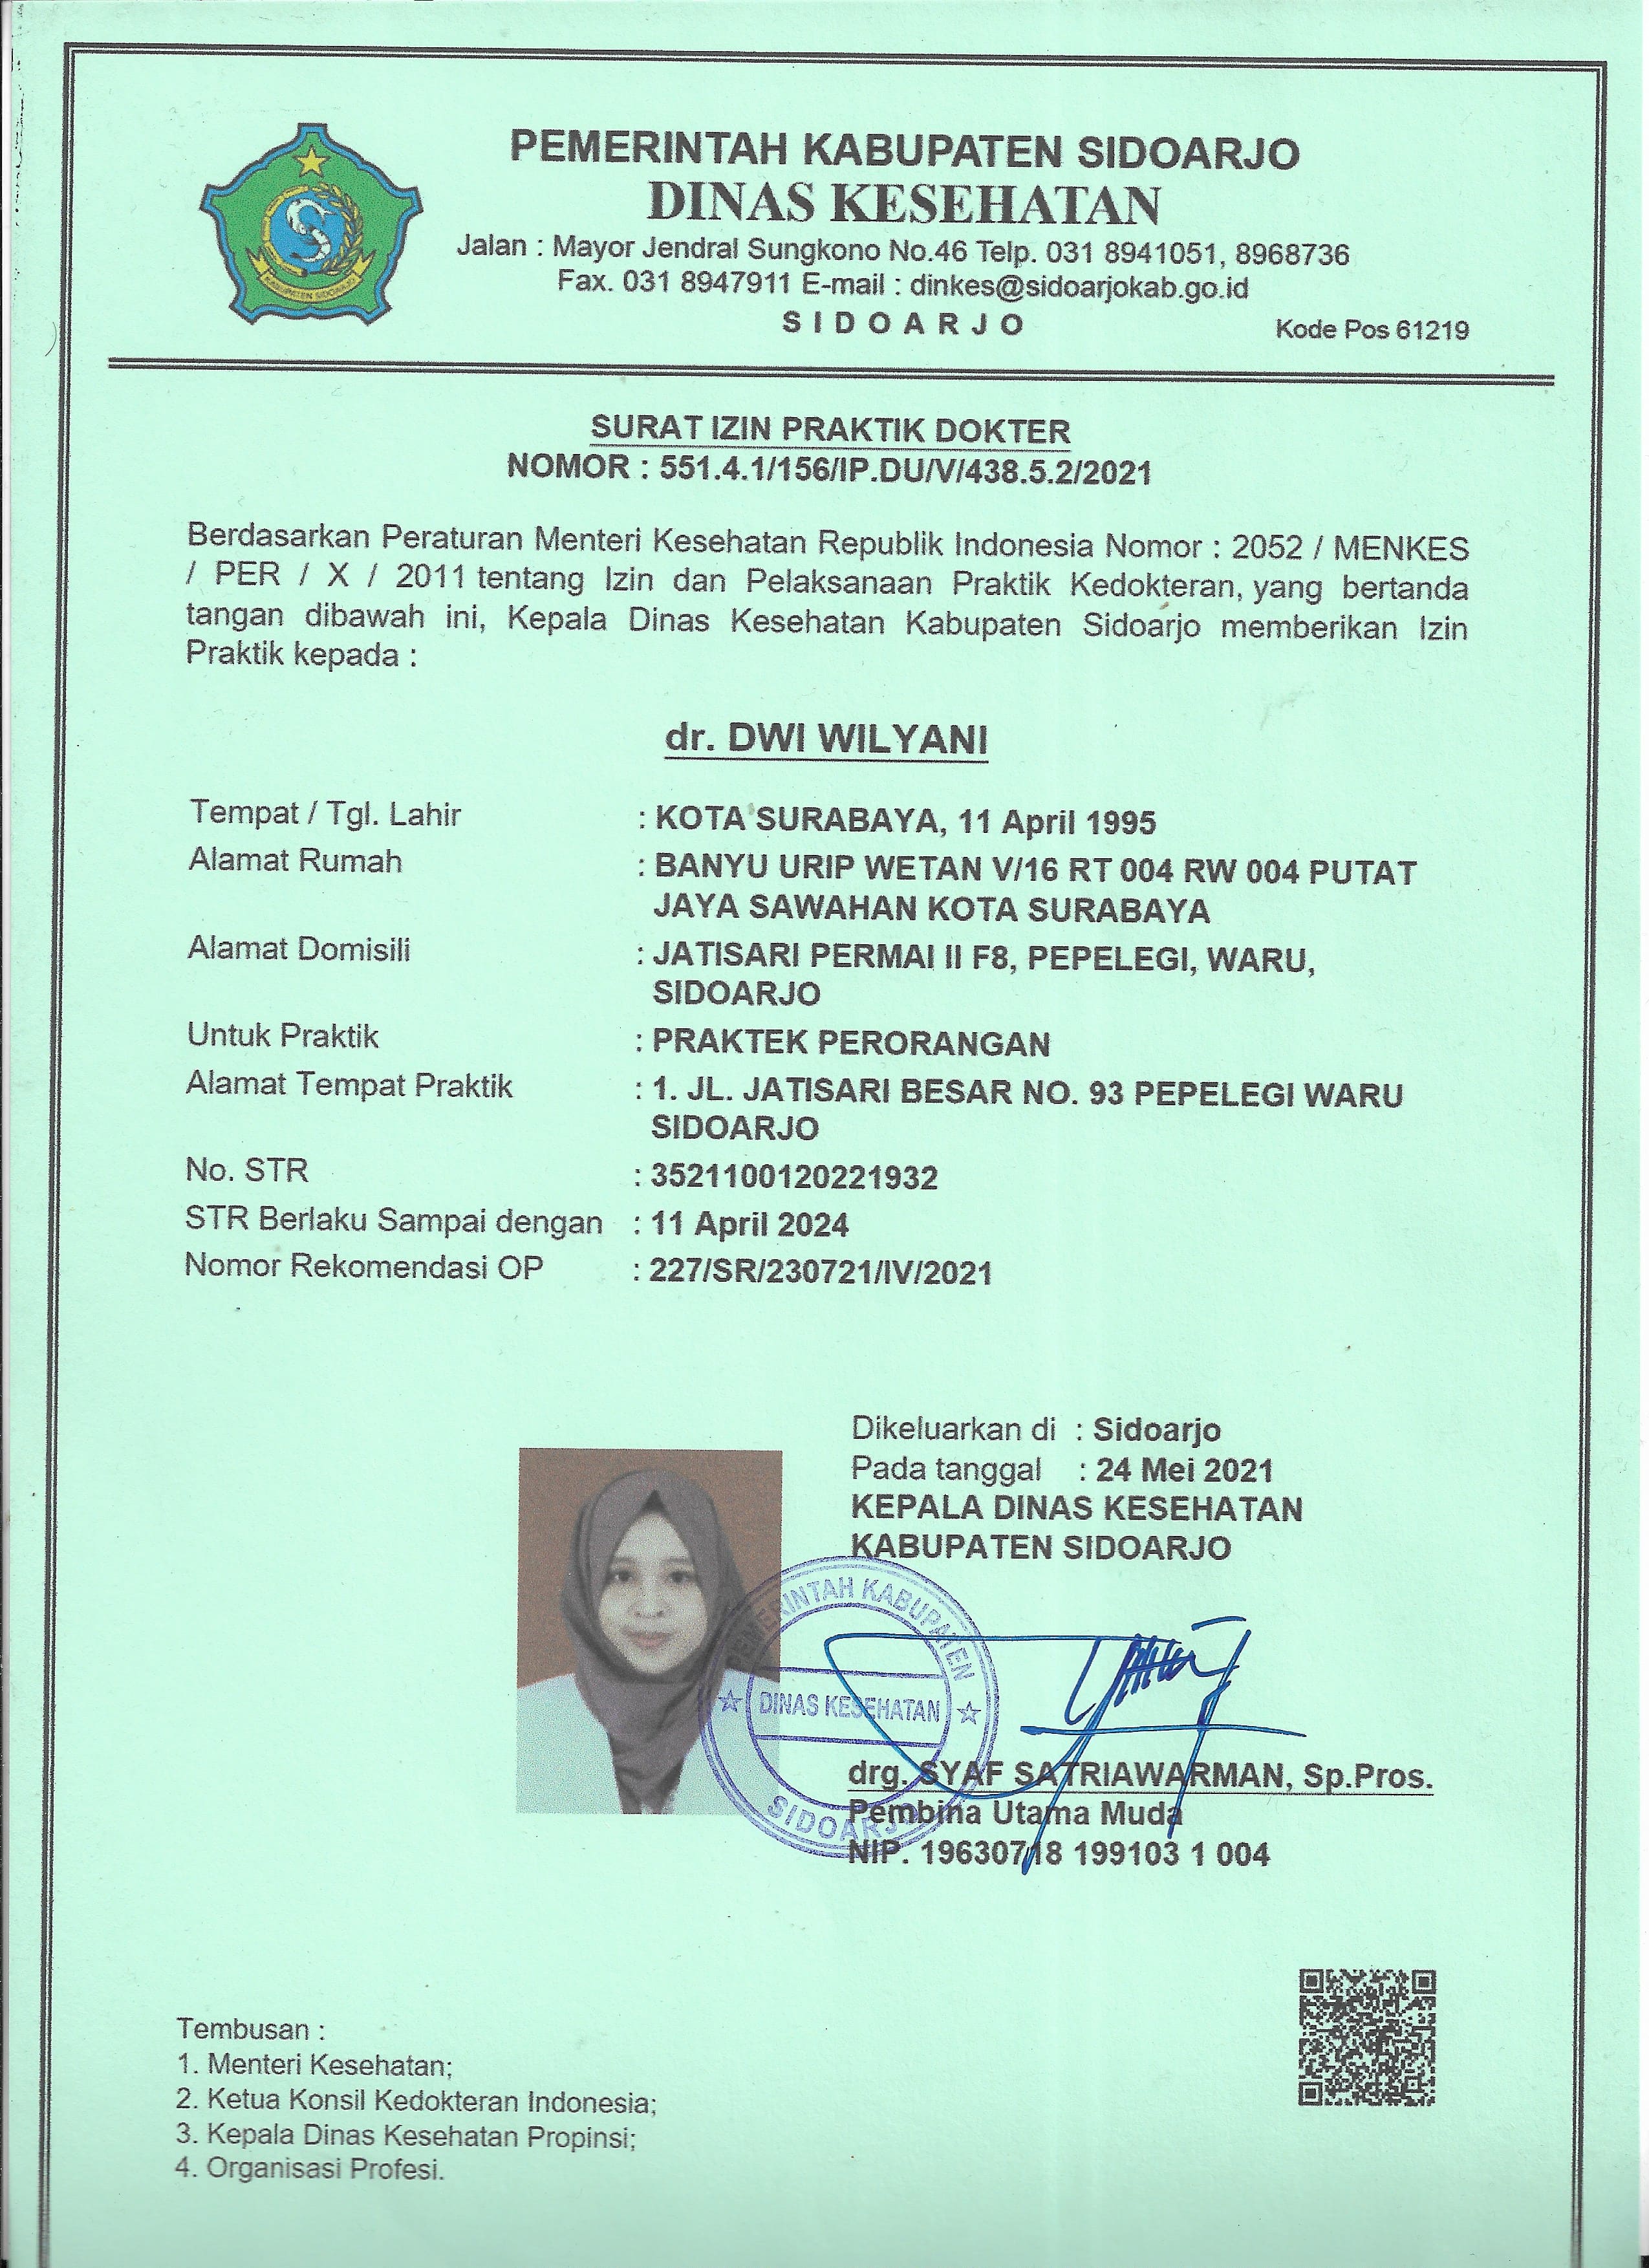 PEMERINTAH KABUPATEN SIDOARJO
DINAS KESEHATAN
Jalan : Mayor Jendral Sungkono No.46 Telp. 031 8941051, 8968736
Fax. 031 8947911 E-mail : dinkes@sidoarjokab.go.id
SIDOARJO
Kode Pos 61219
KABUPATEN SIDOARJO
SURAT IZIN PRAKTIK DOKTER
NOMOR : 551.4.1/156/IP.DU/V/438.5.2/2021
Berdasarkan Peraturan Menteri Kesehatan Republik Indonesia Nomor : 2052 / MENKES
/ PER / X / 2011 tentang Izin dan Pelaksanaan Praktik Kedokteran, yang bertanda
tangan dibawah ini, Kepala Dinas Kesehatan Kabupaten Sidoarjo memberikan Izin
Praktik kepada :
dr. DWI WILYANI
Tempat / Tgl. Lahir : KOTA SURABAYA, 11 April 1995
Alamat Rumah : BANYU URIP WETAN V/16 RT 004 RW 004 PUTAT
JAYA SAWAHAN KOTA SURABAYA
Alamat Domisili : JATISARI PERMAI II F8, PEPELEGI, WARU,
SIDOARJO
Untuk Praktik : PRAKTEK PERORANGAN
Alamat Tempat Praktik : 1. JL. JATISARI BESAR NO. 93 PEPELEGI WARU
SIDOARJO
No. STR : 3521100120221932
STR Berlaku Sampai dengan : 11 April 2024
Nomor Rekomendasi OP : 227/SR/230721/IV/2021
Dikeluarkan di : Sidoarjo
Pada tanggal : 24 Mei 2021
KEPALA DINAS KESEHATAN
KABUPATEN SIDOARJO
PEMERINTAH KABUPATEN
DINAS KESEHATAN
SIDOARJO
drg. SYAF SATRIAWARMAN, Sp.Pros.
Pembina Utama Muda
NIP. 19630718 199103 1 004
Tembusan :
1. Menteri Kesehatan;
2. Ketua Konsil Kedokteran Indonesia;
3. Kepala Dinas Kesehatan Propinsi;
4. Organisasi Profesi.